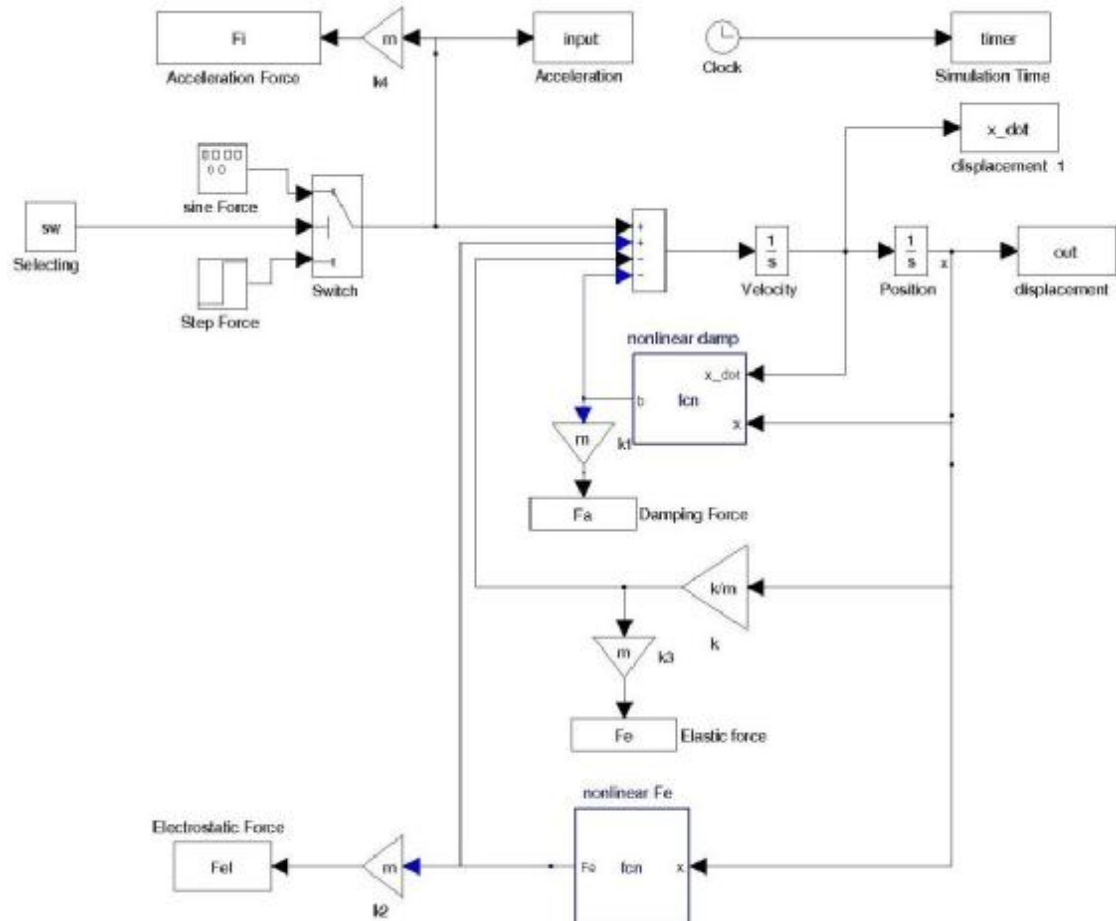 Fi
Acceleration Force
m
k4
input
Acceleration
Clock
timer
Simulation Time
x_dot
displacement 1
sine Force
sw
Selecting
Step Force
Switch
+
+
−
−
1
s
Velocity
1
s
x
Position
out
displacement
nonlinear damp
x_dot
b
fcn
x
m
k1
Fa
Damping Force
k/m
k
m
k3
Fe
Elastic force
nonlinear Fe
Electrostatic Force
Fel
m
k2
Fe
fcn
x